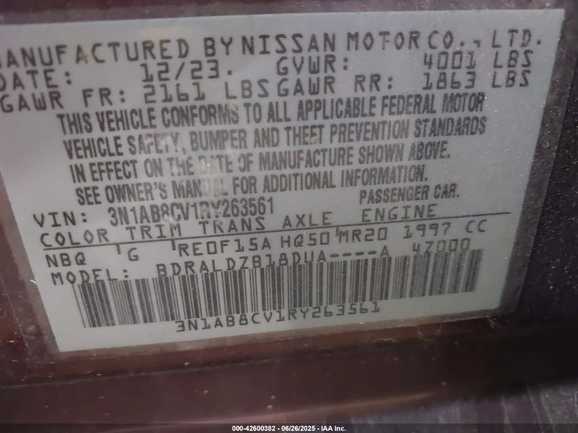 MANUFACTURED BY NISSAN MOTOR CO., LTD.
DATE: 12/23. GVWR: 4001 LBS
GAWR FR: 2161 LBS GAWR RR: 1863 LBS
THIS VEHICLE CONFORMS TO ALL APPLICABLE FEDERAL MOTOR
VEHICLE SAFETY, BUMPER AND THEFT PREVENTION STANDARDS
IN EFFECT ON THE DATE OF MANUFACTURE SHOWN ABOVE.
SEE OWNER'S MANUAL FOR ADDITIONAL INFORMATION.
VIN: 3N1AB8CV1RY263561 PASSENGER CAR.
COLOR TRIM TRANS AXLE ENGINE
NBQ G RE0F15A HQ50 MR20 1997 CC
MODEL: BDRALDZB18DUA----A 47000
3N1AB8CV1RY263561
000-42600382 - 06/26/2025 - IAA Inc.